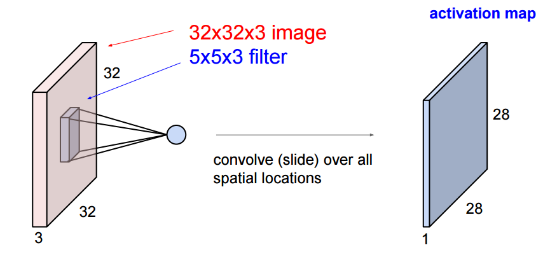 activation map
32x32x3 image
5x5x3 filter
32
28
convolve (slide) over all
spatial locations
32
28
3
1